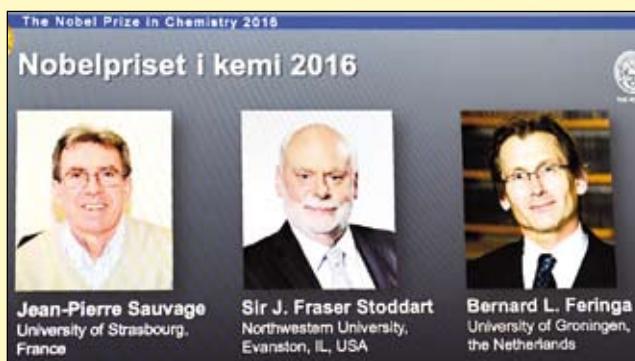 The Nobel Prize in Chemistry 2016
Nobelpriset i kemi 2016
Jean-Pierre Sauvage
University of Strasbourg,
France
Sir J. Fraser Stoddart
Northwestern University,
Evanston, IL, USA
Bernard L. Feringa
University of Groningen,
the Netherlands